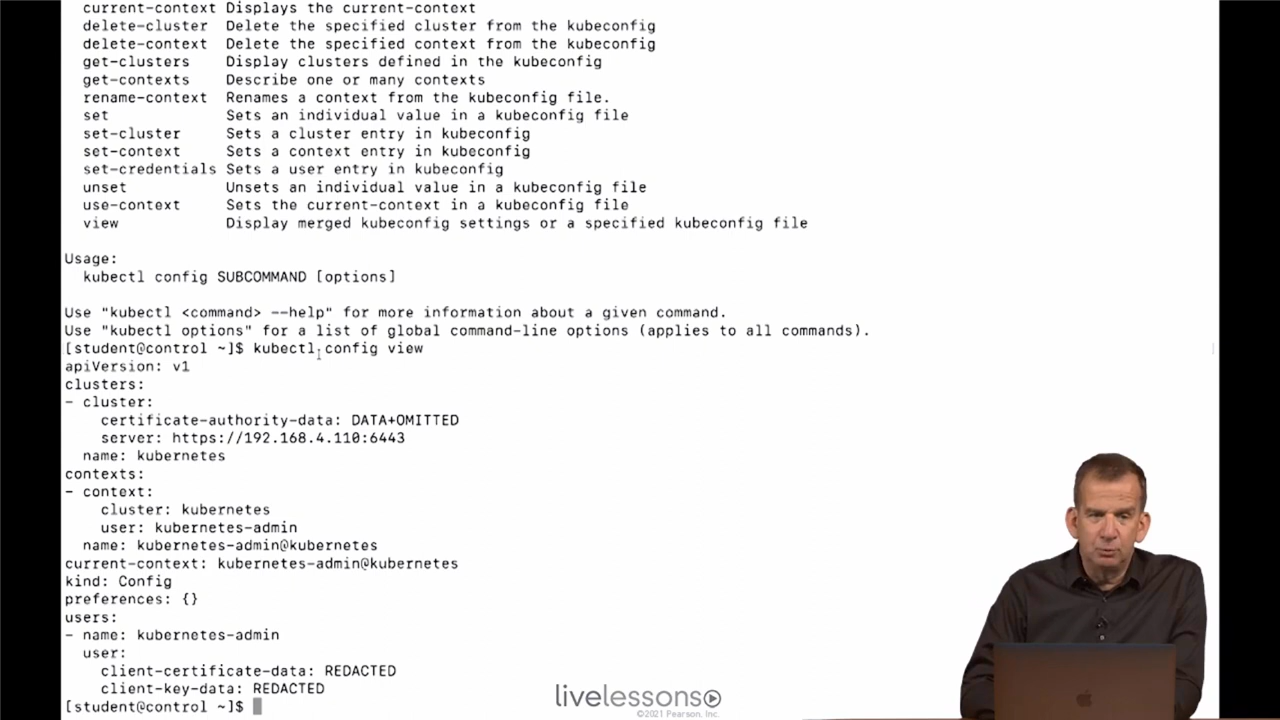 current-context Displays the current-context
delete-cluster Delete the specified cluster from the kubeconfig
delete-context Delete the specified context from the kubeconfig
get-clusters Display clusters defined in the kubeconfig
get-contexts Describe one or many contexts
rename-context Renames a context from the kubeconfig file.
set Sets an individual value in a kubeconfig file
set-cluster Sets a cluster entry in kubeconfig
set-context Sets a context entry in kubeconfig
set-credentials Sets a user entry in kubeconfig
unset Unsets an individual value in a kubeconfig file
use-context Sets the current-context in a kubeconfig file
view Display merged kubeconfig settings or a specified kubeconfig file
Usage:
kubectl config SUBCOMMAND [options]
Use "kubectl <command> --help" for more information about a given command.
Use "kubectl options" for a list of global command-line options (applies to all commands).
[student@control ~]$ kubectl config view
apiVersion: v1
clusters:
- cluster:
certificate-authority-data: DATA+OMITTED
server: https://192.168.4.110:6443
name: kubernetes
contexts:
- context:
cluster: kubernetes
user: kubernetes-admin
name: kubernetes-admin@kubernetes
current-context: kubernetes-admin@kubernetes
kind: Config
preferences: {}
users:
- name: kubernetes-admin
user:
client-certificate-data: REDACTED
client-key-data: REDACTED
[student@control ~]$
livelessons
©2021 Pearson, Inc.